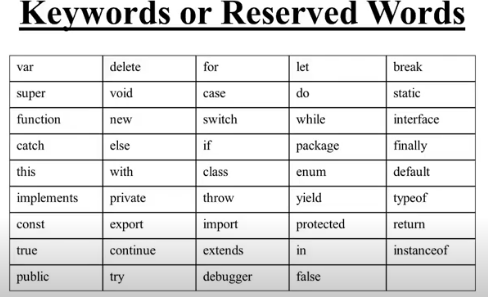 Keywords or Reserved Words
var delete for let break
super void case do static
function new switch while interface
catch else if package finally
this with class enum default
implements private throw yield typeof
const export import protected return
true continue extends in instanceof
public try debugger false